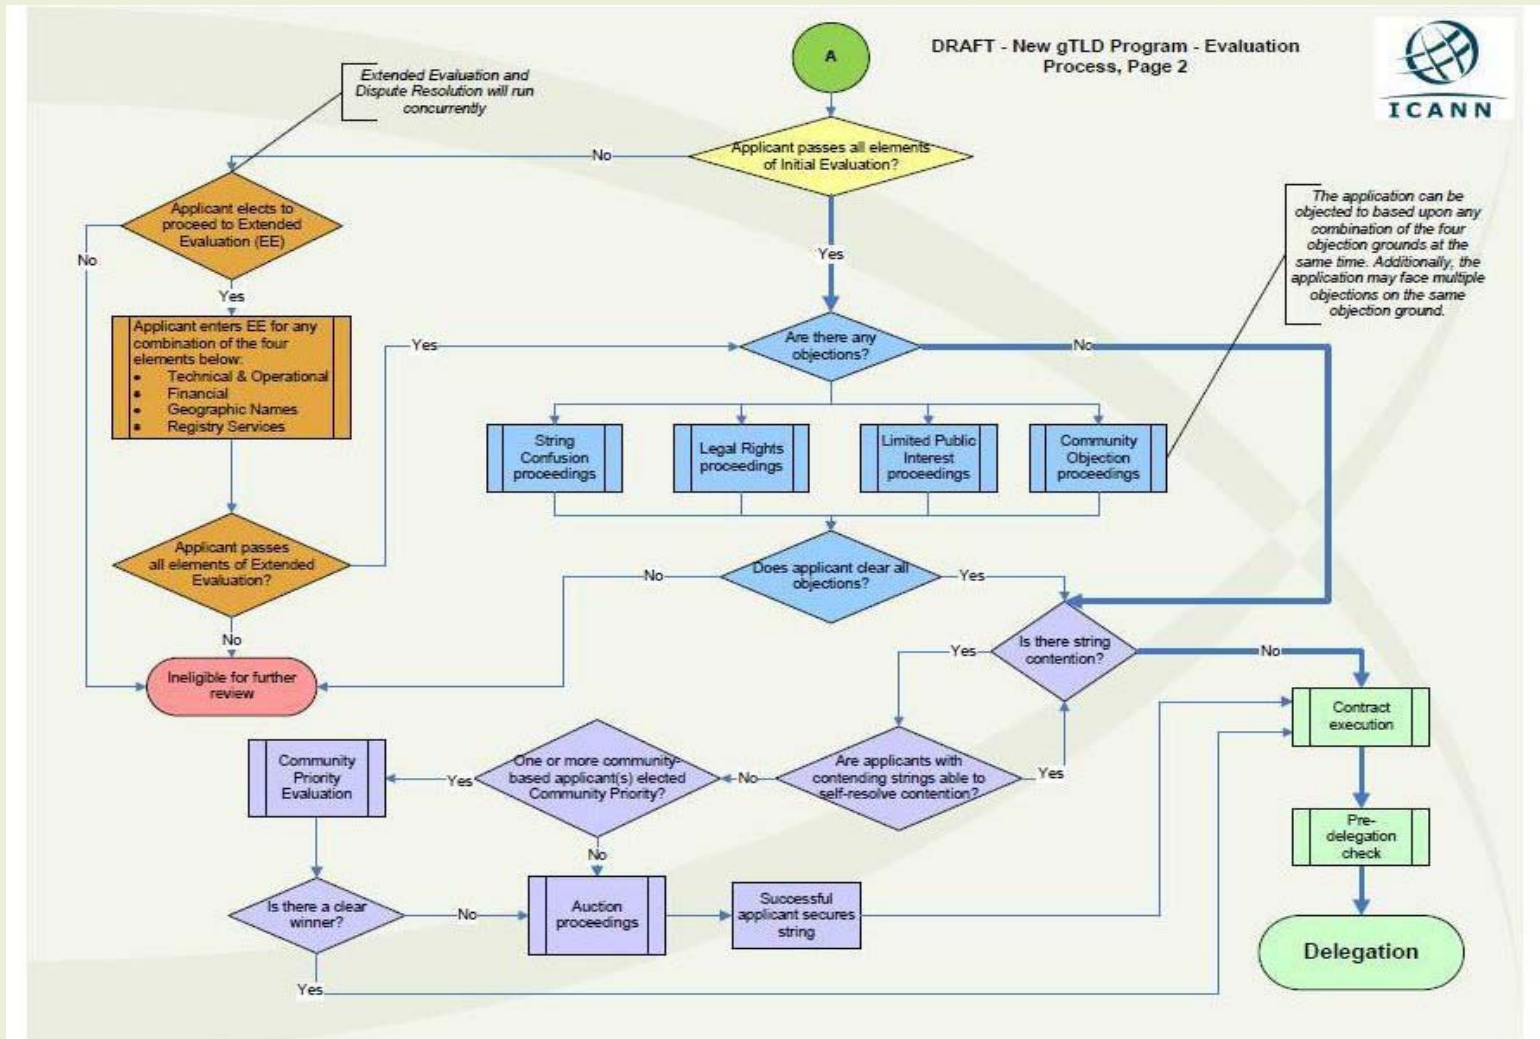 A
DRAFT - New gTLD Program - Evaluation
Process, Page 2
ICANN
Extended Evaluation and
Dispute Resolution will run
concurrently
Applicant passes all elements
of Initial Evaluation?
No
Yes
Applicant elects to
proceed to Extended
Evaluation (EE)
No
Yes
The application can be
objected to based upon any
combination of the four
objection grounds at the
same time. Additionally, the
application may face multiple
objections on the same
objection ground.
Applicant enters EE for any
combination of the four
elements below:
• Technical & Operational
• Financial
• Geographic Names
• Registry Services
Yes
Are there any
objections?
No
String
Confusion
proceedings
Legal Rights
proceedings
Limited Public
Interest
proceedings
Community
Objection
proceedings
Applicant passes
all elements of Extended
Evaluation?
No
Does applicant clear all
objections?
No
Yes
Ineligible for further
review
Is there string
contention?
Yes
No
Contract
execution
Are applicants with
contending strings able to
self-resolve contention?
Yes
No
One or more community-
based applicant(s) elected
Community Priority?
Yes
No
Community
Priority
Evaluation
Pre-
delegation
check
Is there a clear
winner?
No
Yes
Auction
proceedings
Successful
applicant secures
string
Delegation